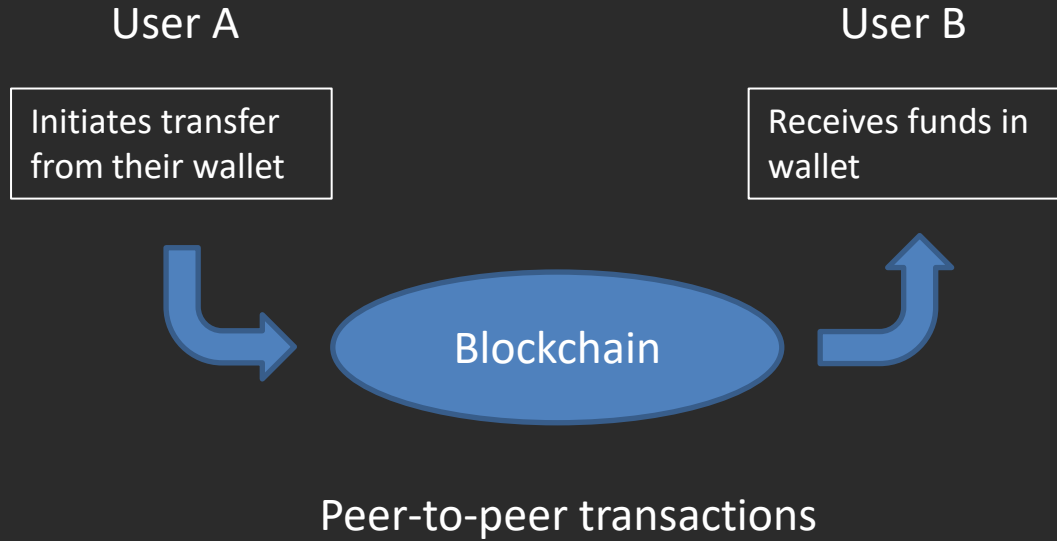 User A
User B
Initiates transfer
from their wallet
Receives funds in
wallet
Blockchain
Peer-to-peer transactions